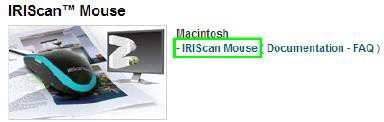 IRIScan™ Mouse
Macintosh
- IRIScan Mouse ( Documentation - FAQ )